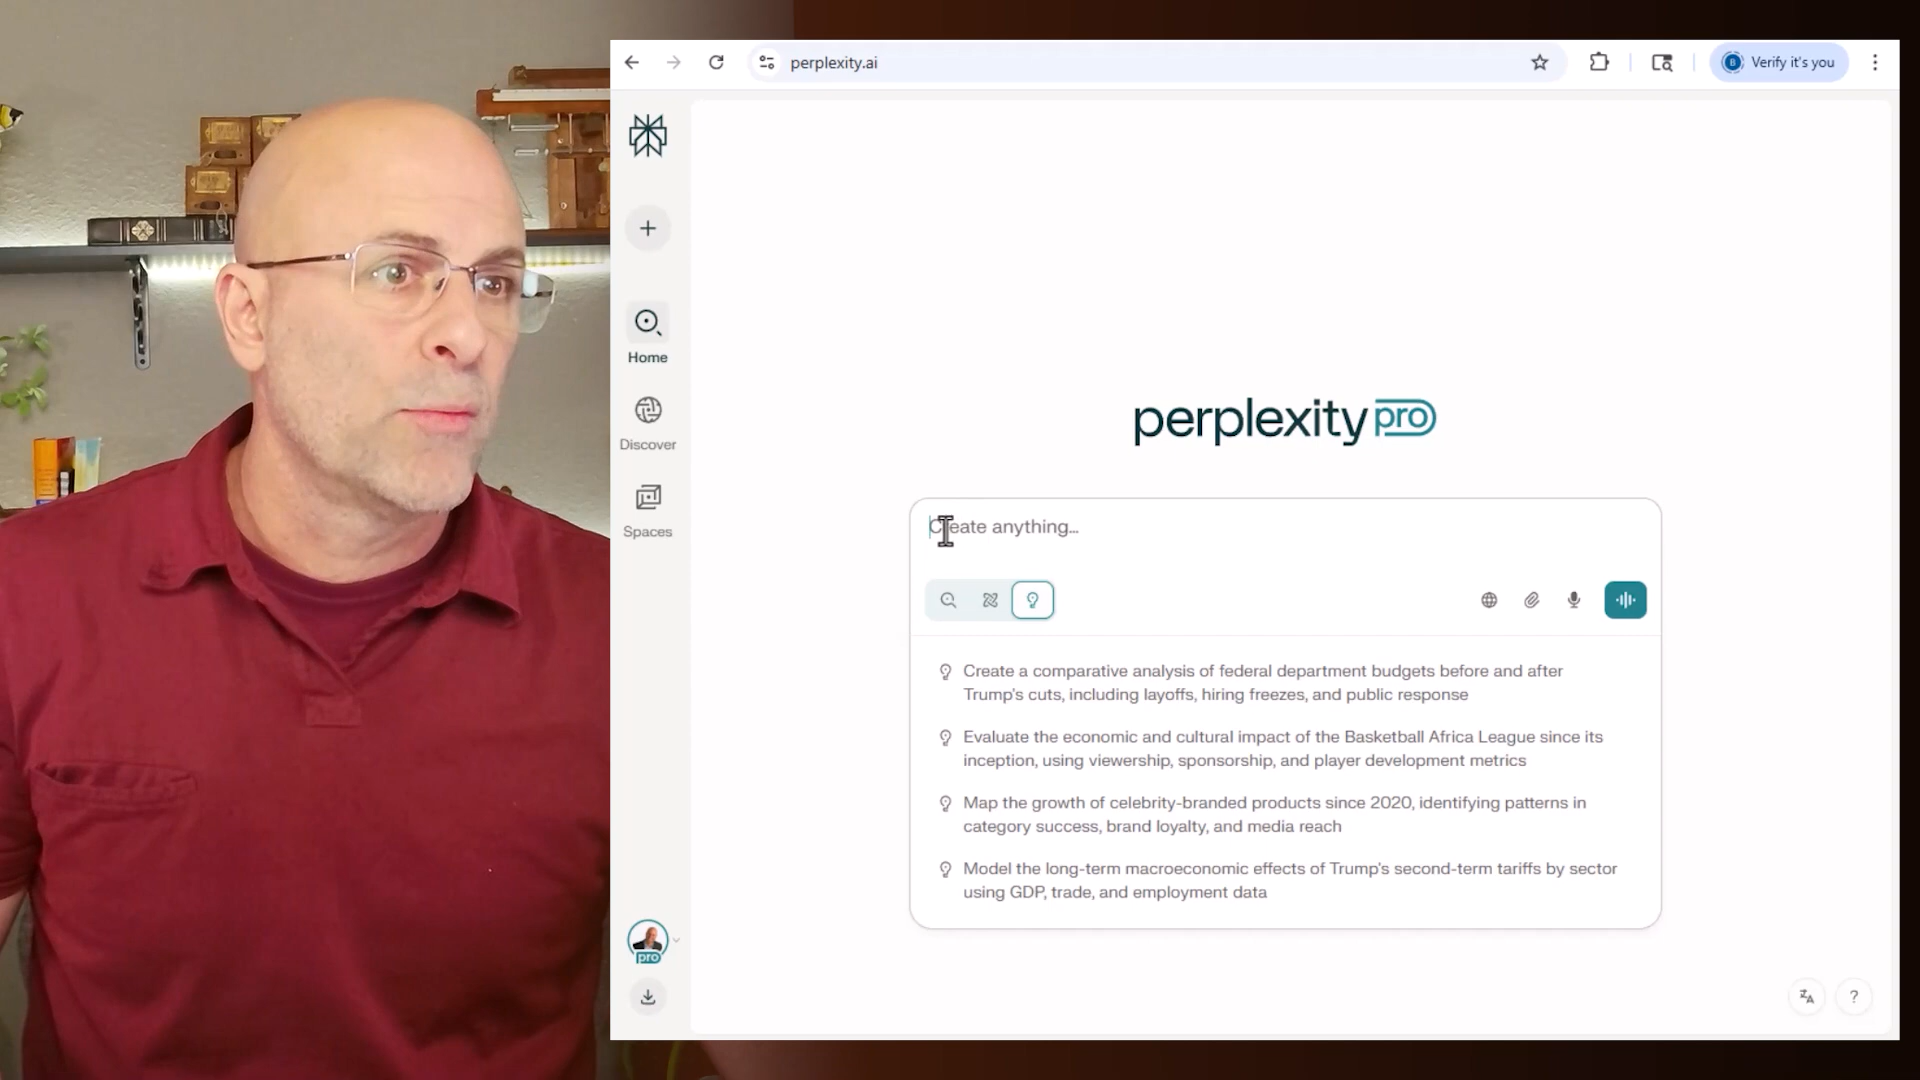 perplexity.ai
B
Verify it's you
Home
Discover
Spaces
perplexity pro
Create anything...
Create a comparative analysis of federal department budgets before and after
Trump's cuts, including layoffs, hiring freezes, and public response
Evaluate the economic and cultural impact of the Basketball Africa League since its
inception, using viewership, sponsorship, and player development metrics
Map the growth of celebrity-branded products since 2020, identifying patterns in
category success, brand loyalty, and media reach
Model the long-term macroeconomic effects of Trump's second-term tariffs by sector
using GDP, trade, and employment data
pro
?